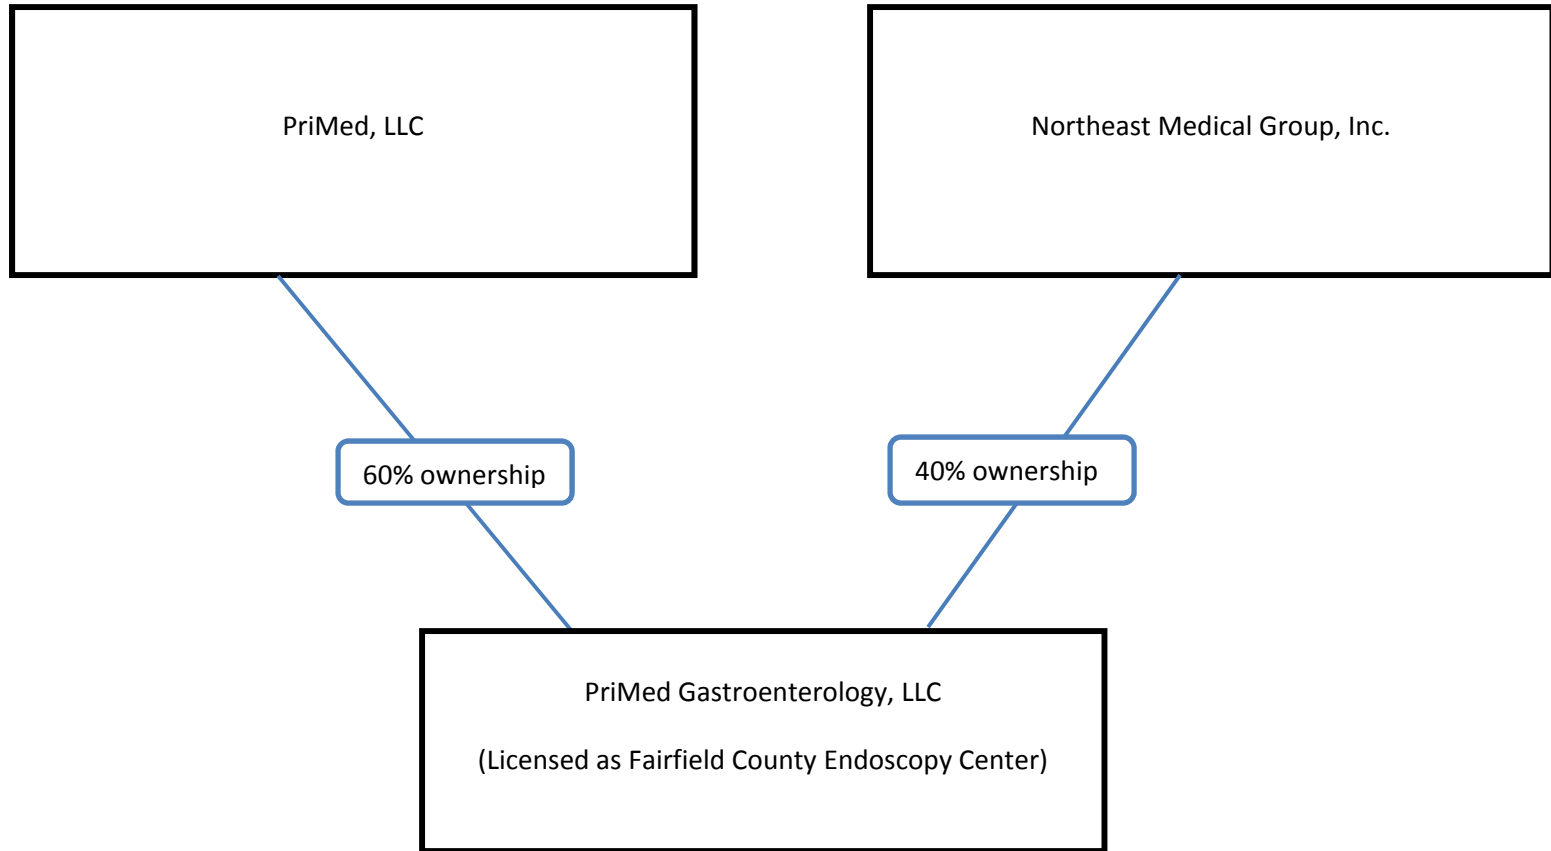 PriMed, LLC
Northeast Medical Group, Inc.
60% ownership
40% ownership
PriMed Gastroenterology, LLC
(Licensed as Fairfield County Endoscopy Center)